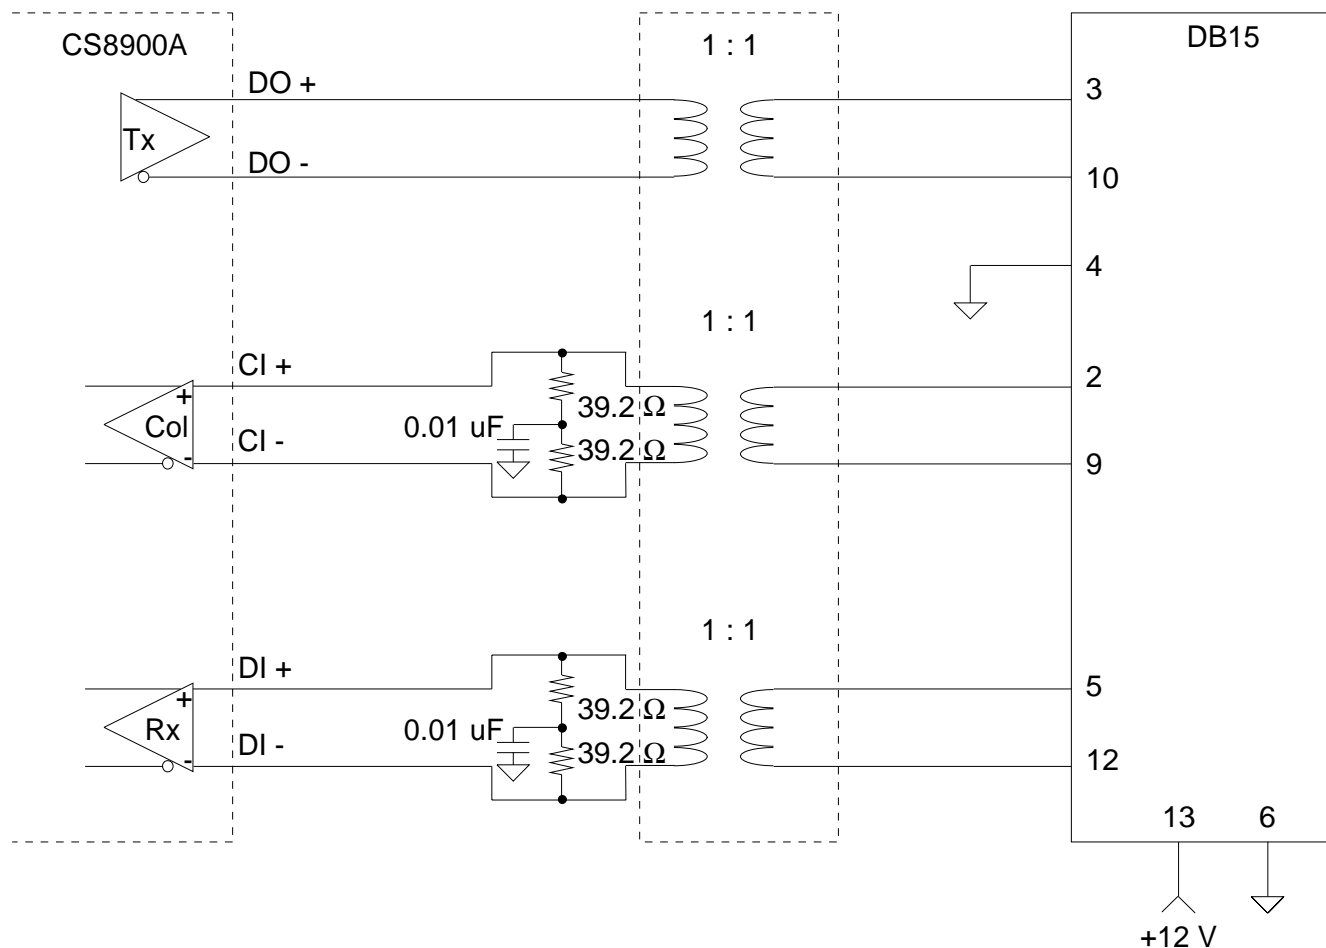 CS8900A
1 : 1
DB15
DO +
3
Tx
DO -
10
4
1 : 1
CI +
2
+
39.2 Ω
Col
0.01 uF
CI -
39.2 Ω
-
9
1 : 1
DI +
5
+
39.2 Ω
Rx
0.01 uF
DI -
39.2 Ω
-
12
13
6
+12 V